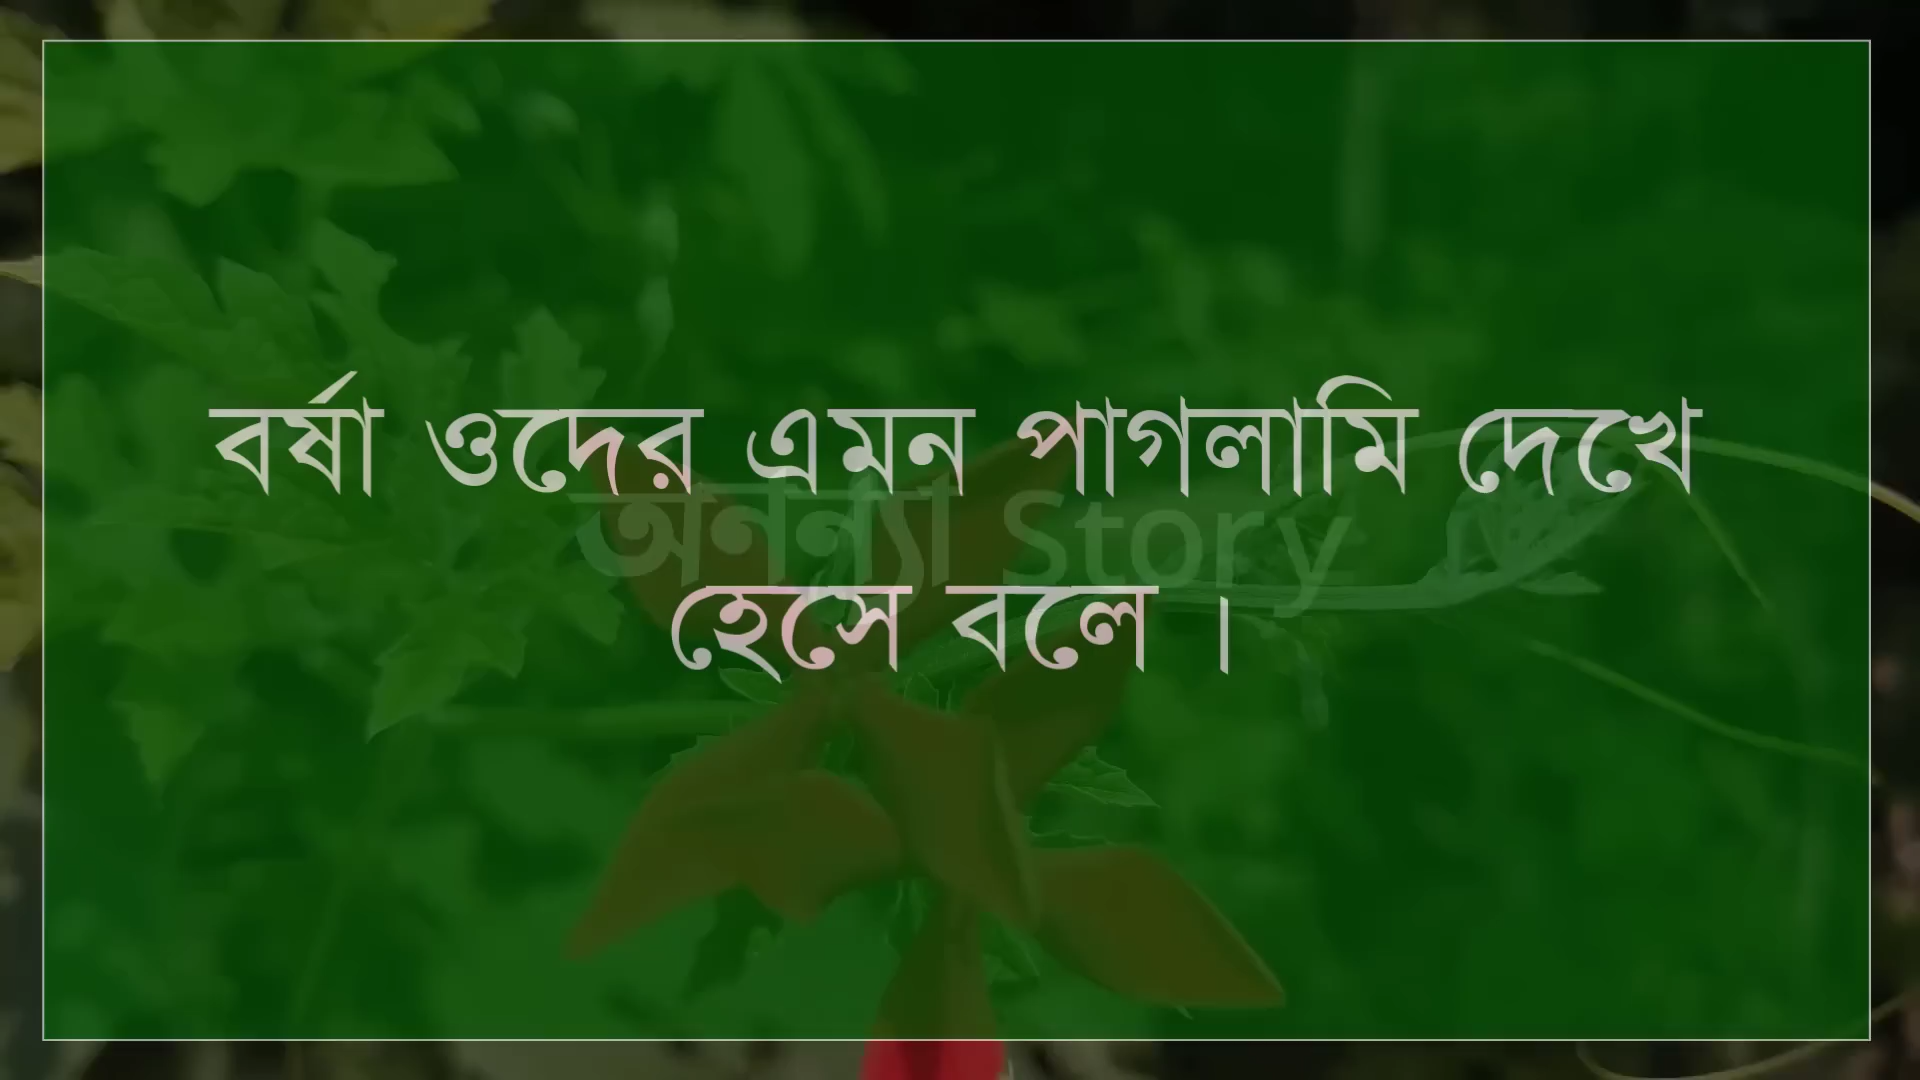 বর্ষা ওদের এমন পাগলামি দেখে
অনন্যা Story
হেসে বলে ।